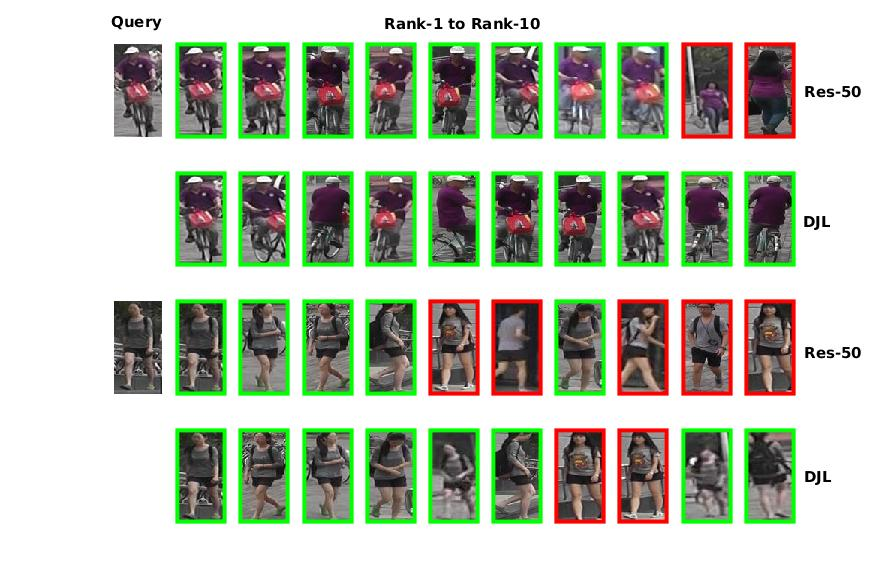 Query
Rank-1 to Rank-10
Res-50
DJL
Res-50
DJL